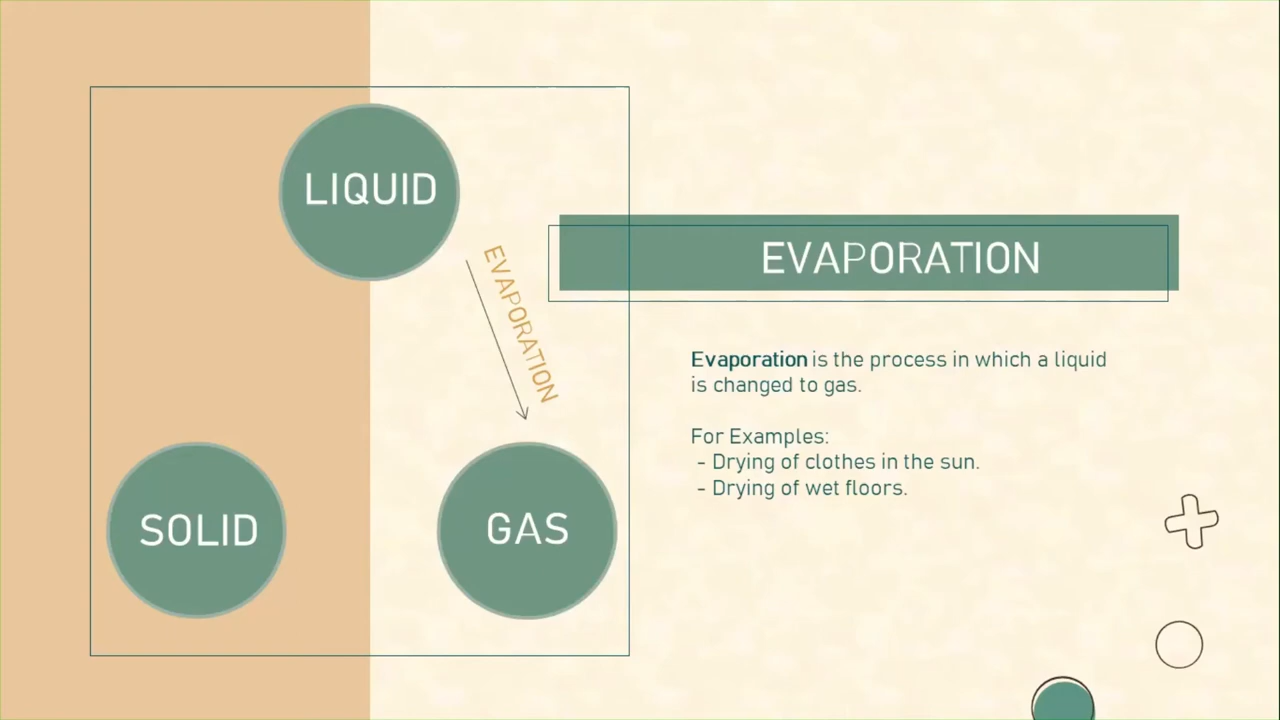 LIQUID
EVAPORATION
EVAPORATION
Evaporation is the process in which a liquid
is changed to gas.
For Examples:
- Drying of clothes in the sun.
- Drying of wet floors.
SOLID
GAS